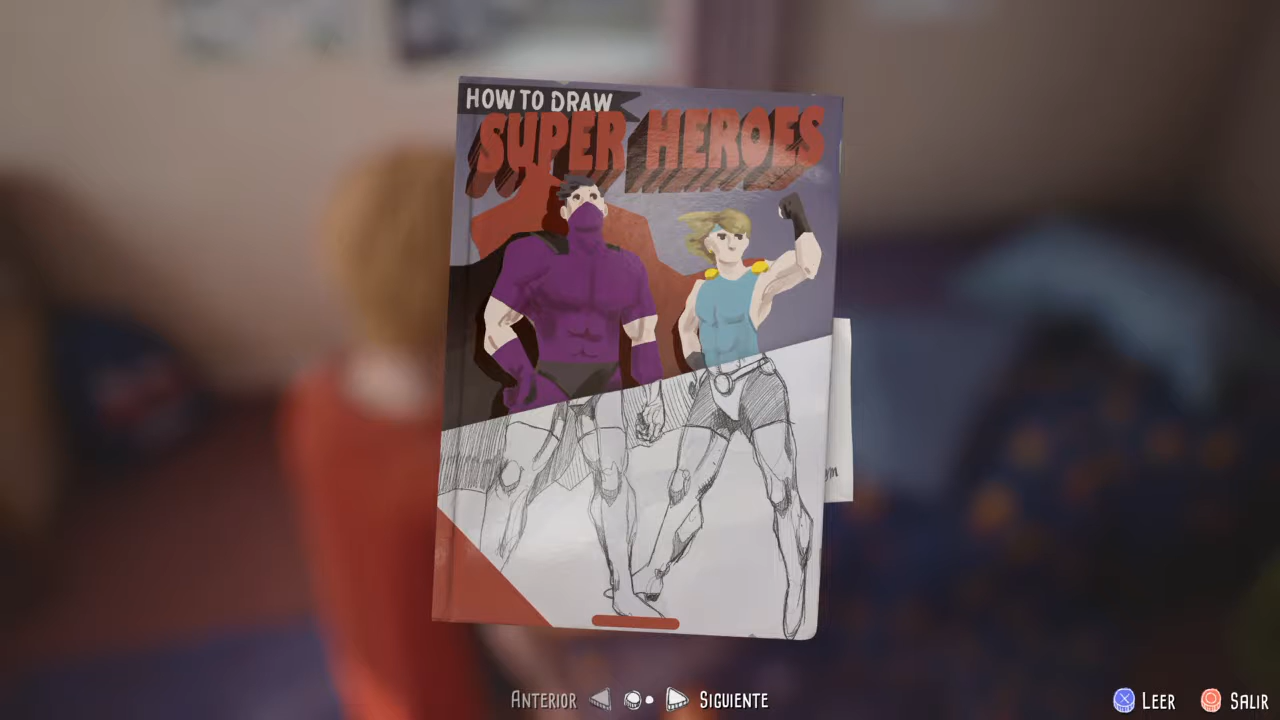 HOW TO DRAW
SUPER HEROES
ANTERIOR
SIGUIENTE
LEER
SALIR